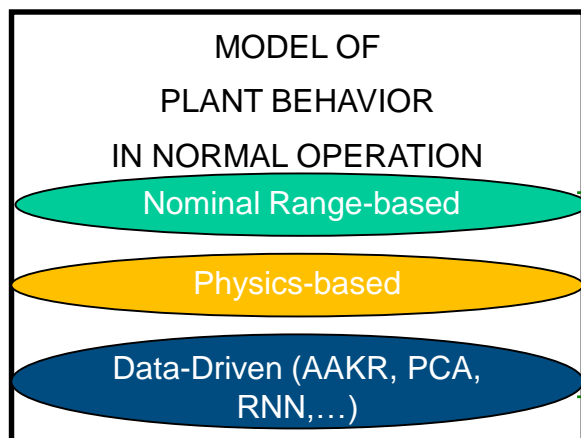 MODEL OF
PLANT BEHAVIOR
IN NORMAL OPERATION
Nominal Range-based
Physics-based
Data-Driven (AAKR, PCA,
RNN,…)